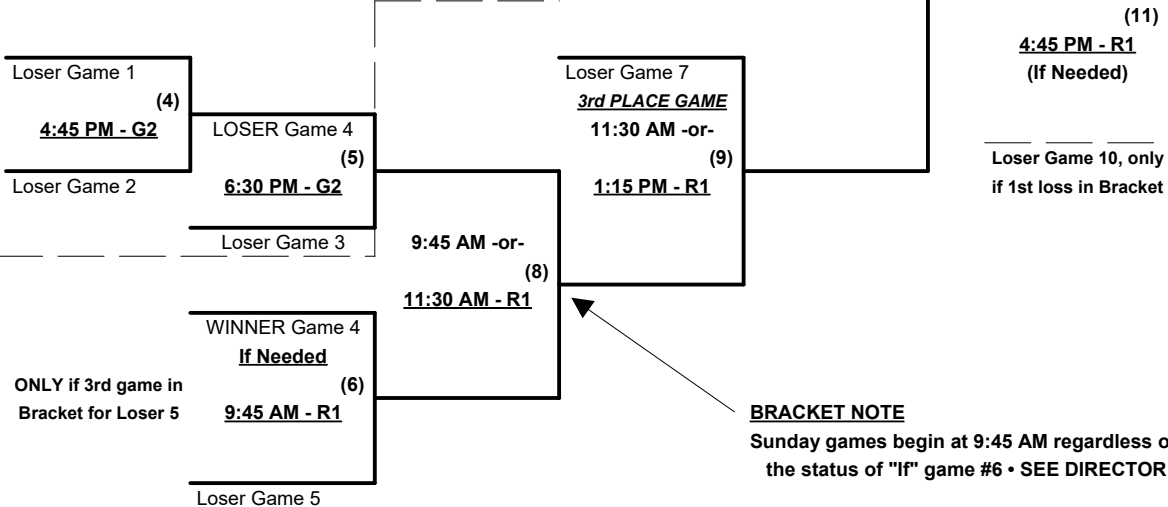 (11)
4:45 PM - R1
(If Needed)
Loser Game 10, only
if 1st loss in Bracket
Loser Game 1
(4)
4:45 PM - G2
Loser Game 2
LOSER Game 4
(5)
6:30 PM - G2
Loser Game 3
Loser Game 7
3rd PLACE GAME
11:30 AM -or-
(9)
1:15 PM - R1
9:45 AM -or-
(8)
11:30 AM - R1
WINNER Game 4
If Needed
(6)
9:45 AM - R1
Loser Game 5
ONLY if 3rd game in
Bracket for Loser 5
BRACKET NOTE
Sunday games begin at 9:45 AM regardless o
the status of "If" game #6 • SEE DIRECTOR